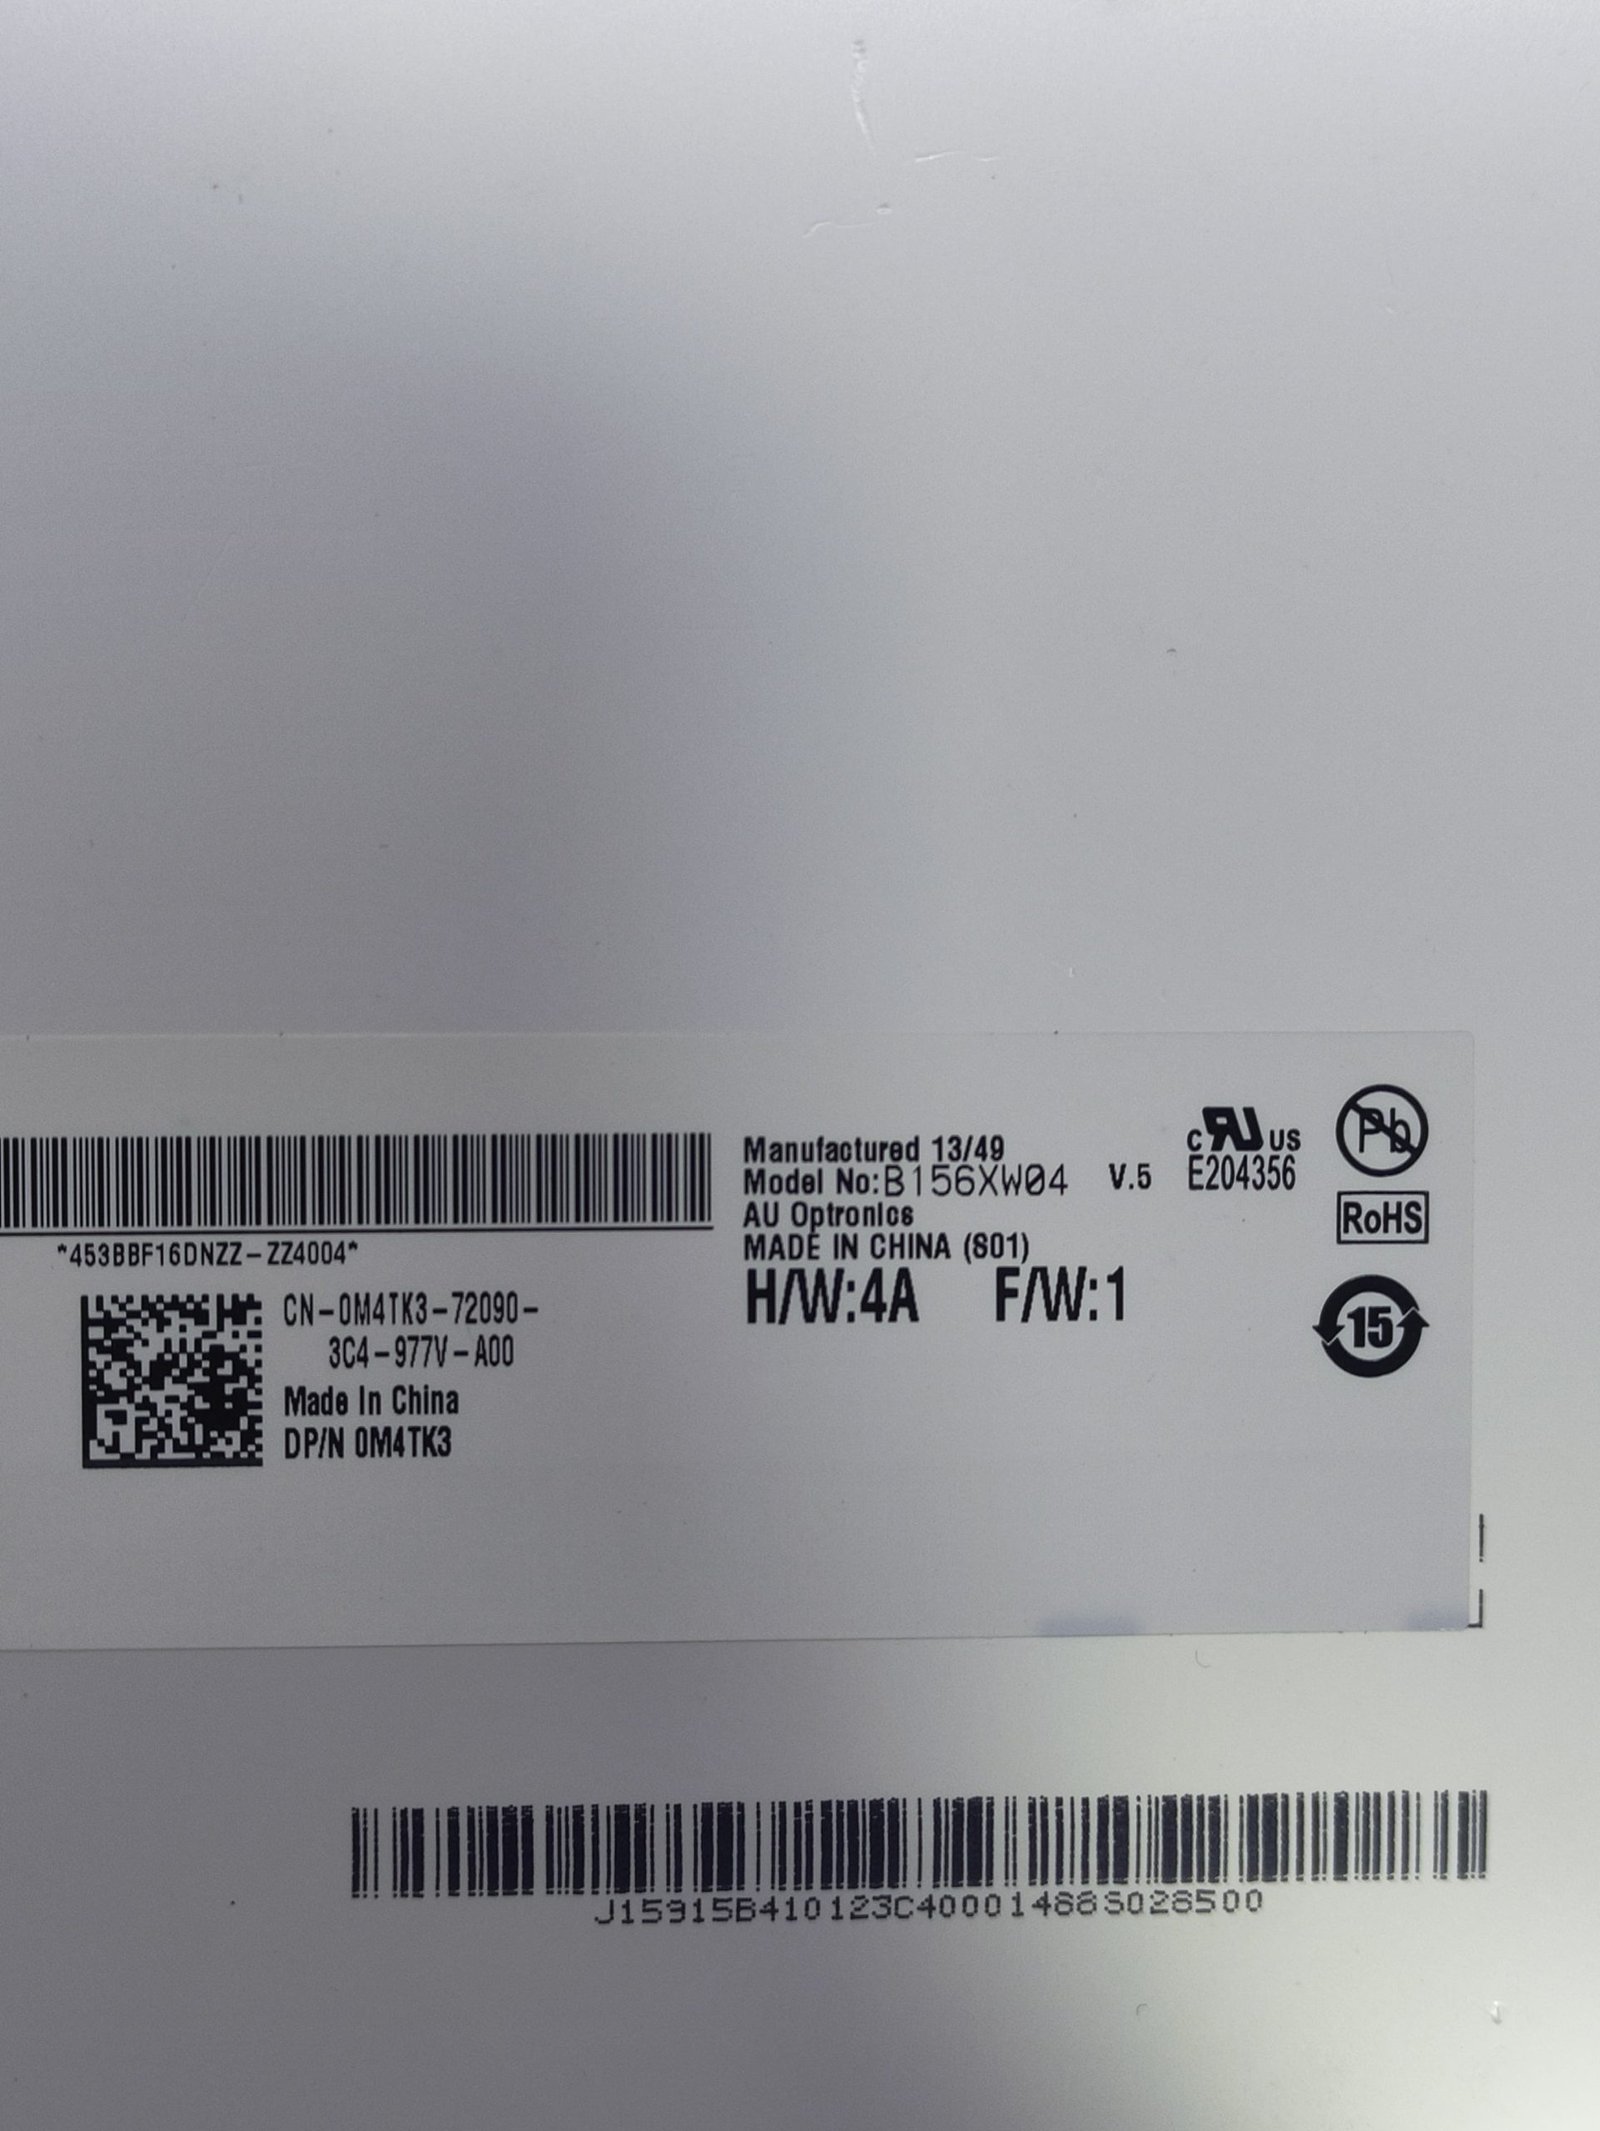 *453BBF16DNZZ-ZZ4004*
CN-0M4TK3-72090-
3C4-977V-A00
Made In China
DP/N 0M4TK3
Manufactured 13/49
Model No:B156XW04 V.5
AU Optronics
MADE IN CHINA (S01)
H/W:4A F/W:1
c RU US
E204356
Pb
RoHS
15
J15915B410123C40001488S028500